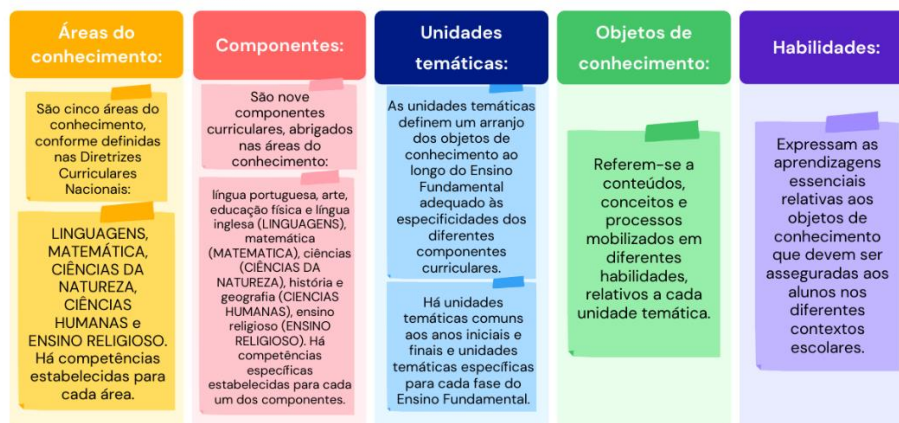 Áreas do
conhecimento:
São cinco áreas do
conhecimento,
conforme definidas
nas Diretrizes
Curriculares
Nacionais:
LINGUAGENS,
MATEMÁTICA,
CIÊNCIAS DA
NATUREZA,
CIÊNCIAS
HUMANAS e
ENSINO RELIGIOSO.
Há competências
estabelecidas para
cada área.
Componentes:
São nove
componentes
curriculares, abrigados
nas áreas do
conhecimento:
língua portuguesa, arte,
educação física e língua
inglesa (LINGUAGENS),
matemática
(MATEMATICA), ciências
(CIÊNCIAS DA
NATUREZA), história e
geografia (CIENCIAS
HUMANAS), ensino
religioso (ENSINO
RELIGIOSO). Há
competências
específicas
estabelecidas para cada
um dos componentes.
Unidades
temáticas:
As unidades temáticas
definem um arranjo
dos objetos de
conhecimento ao
longo do Ensino
Fundamental
adequado às
especificidades dos
diferentes
componentes
curriculares.
Há unidades
temáticas comuns
aos anos iniciais e
finais e unidades
temáticas específicas
para cada fase do
Ensino Fundamental.
Objetos de
conhecimento:
Referem-se a
conteúdos,
conceitos e
processos
mobilizados em
diferentes
habilidades,
relativos a cada
unidade temática.
Habilidades:
Expressam as
aprendizagens
essenciais
relativas aos
objetos de
conhecimento
que devem ser
asseguradas aos
alunos nos
diferentes
contextos
escolares.